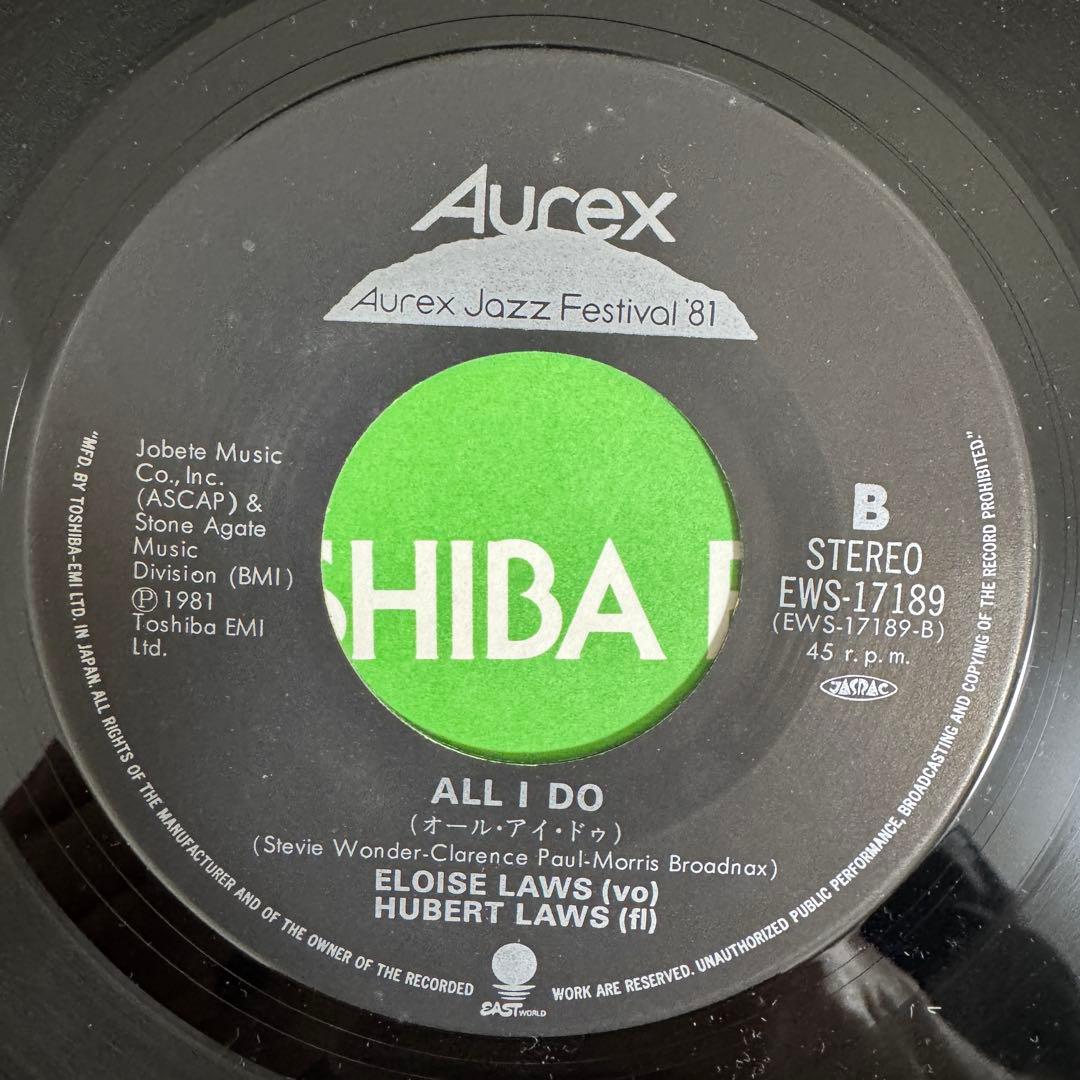 Aurex
Aurex Jazz Festival '81
Jobete Music
Co., Inc.
(ASCAP) &
Stone Agate
Music
Division (BMI)
Ⓟ 1981
Toshiba EMI
Ltd.
SHIBA E
B
STEREO
EWS-17189
(EWS-17189-B)
45 r.p.m.
JASRAC
ALL I DO
(オール・アイ・ドゥ)
(Stevie Wonder-Clarence Paul-Morris Broadnax)
ELOISE LAWS (vo)
HUBERT LAWS (fl)
EAST WORLD
"MFD. BY TOSHIBA-EMI LTD. IN JAPAN. ALL RIGHTS OF THE MANUFACTURER AND OF THE OWNER OF THE RECORDED WORK ARE RESERVED. UNAUTHORIZED PUBLIC PERFORMANCE, BROADCASTING AND COPYING OF THE RECORD PROHIBITED."